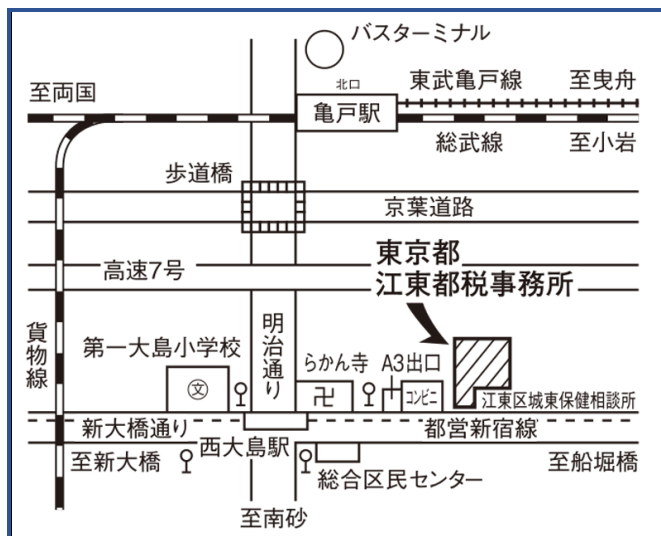 バスターミナル
北口
東武亀戸線
至曳舟
至両国
亀戸駅
総武線
至小岩
歩道橋
京葉道路
東京都
江東都税事務所
高速7号
貨物線
明治通り
第一大島小学校
らかん寺
A3出口
文
卍
コンビニ
江東区城東保健相談所
新大橋通り
都営新宿線
西大島駅
至新大橋
至船堀橋
総合区民センター
至南砂